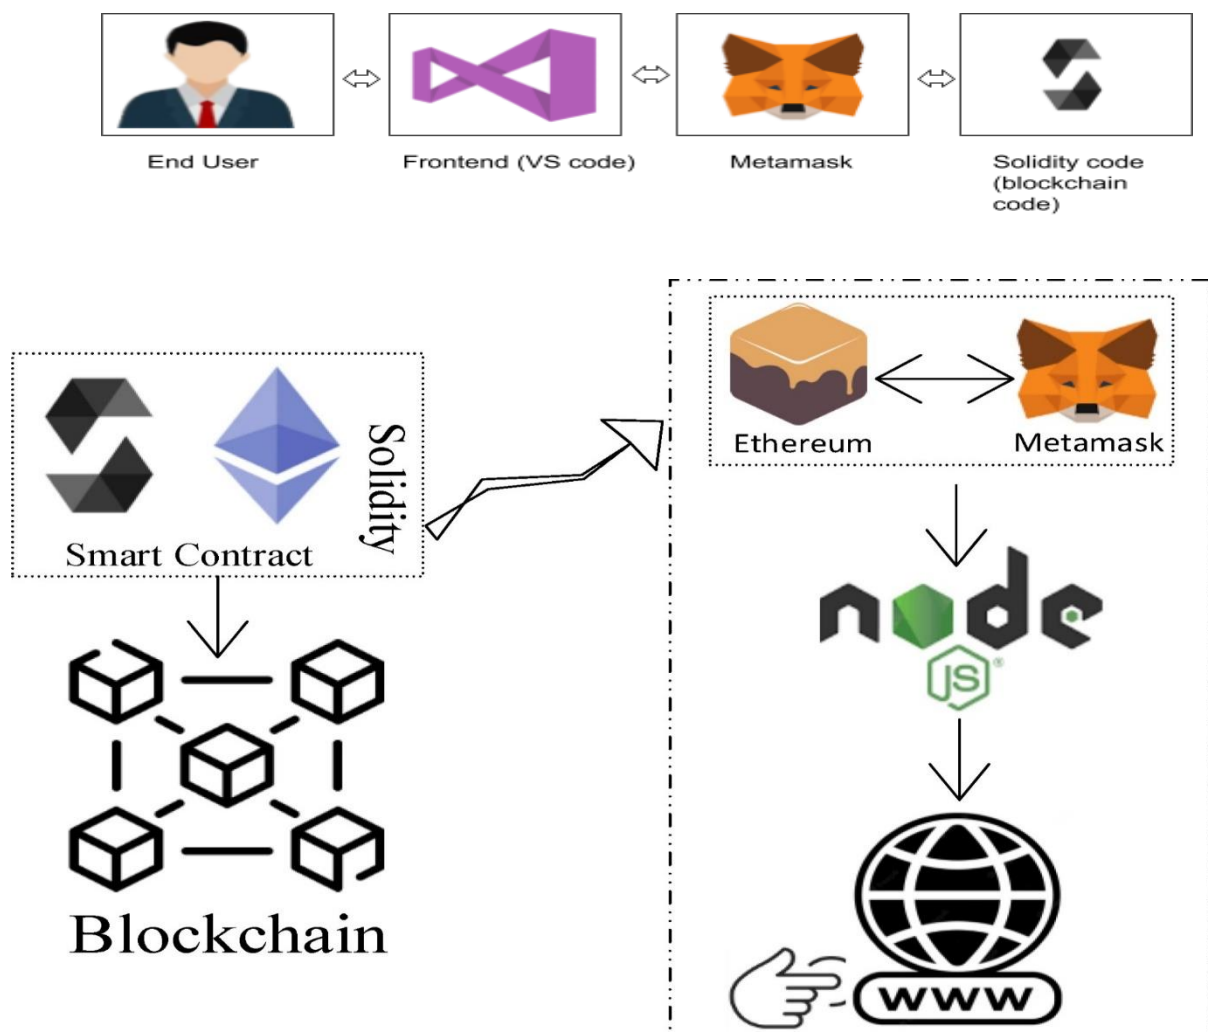 End User
Frontend (VS code)
Metamask
Solidity code
(blockchain
code)
Ethereum
Metamask
Solidity
Smart Contract
node
JS®
Blockchain
www